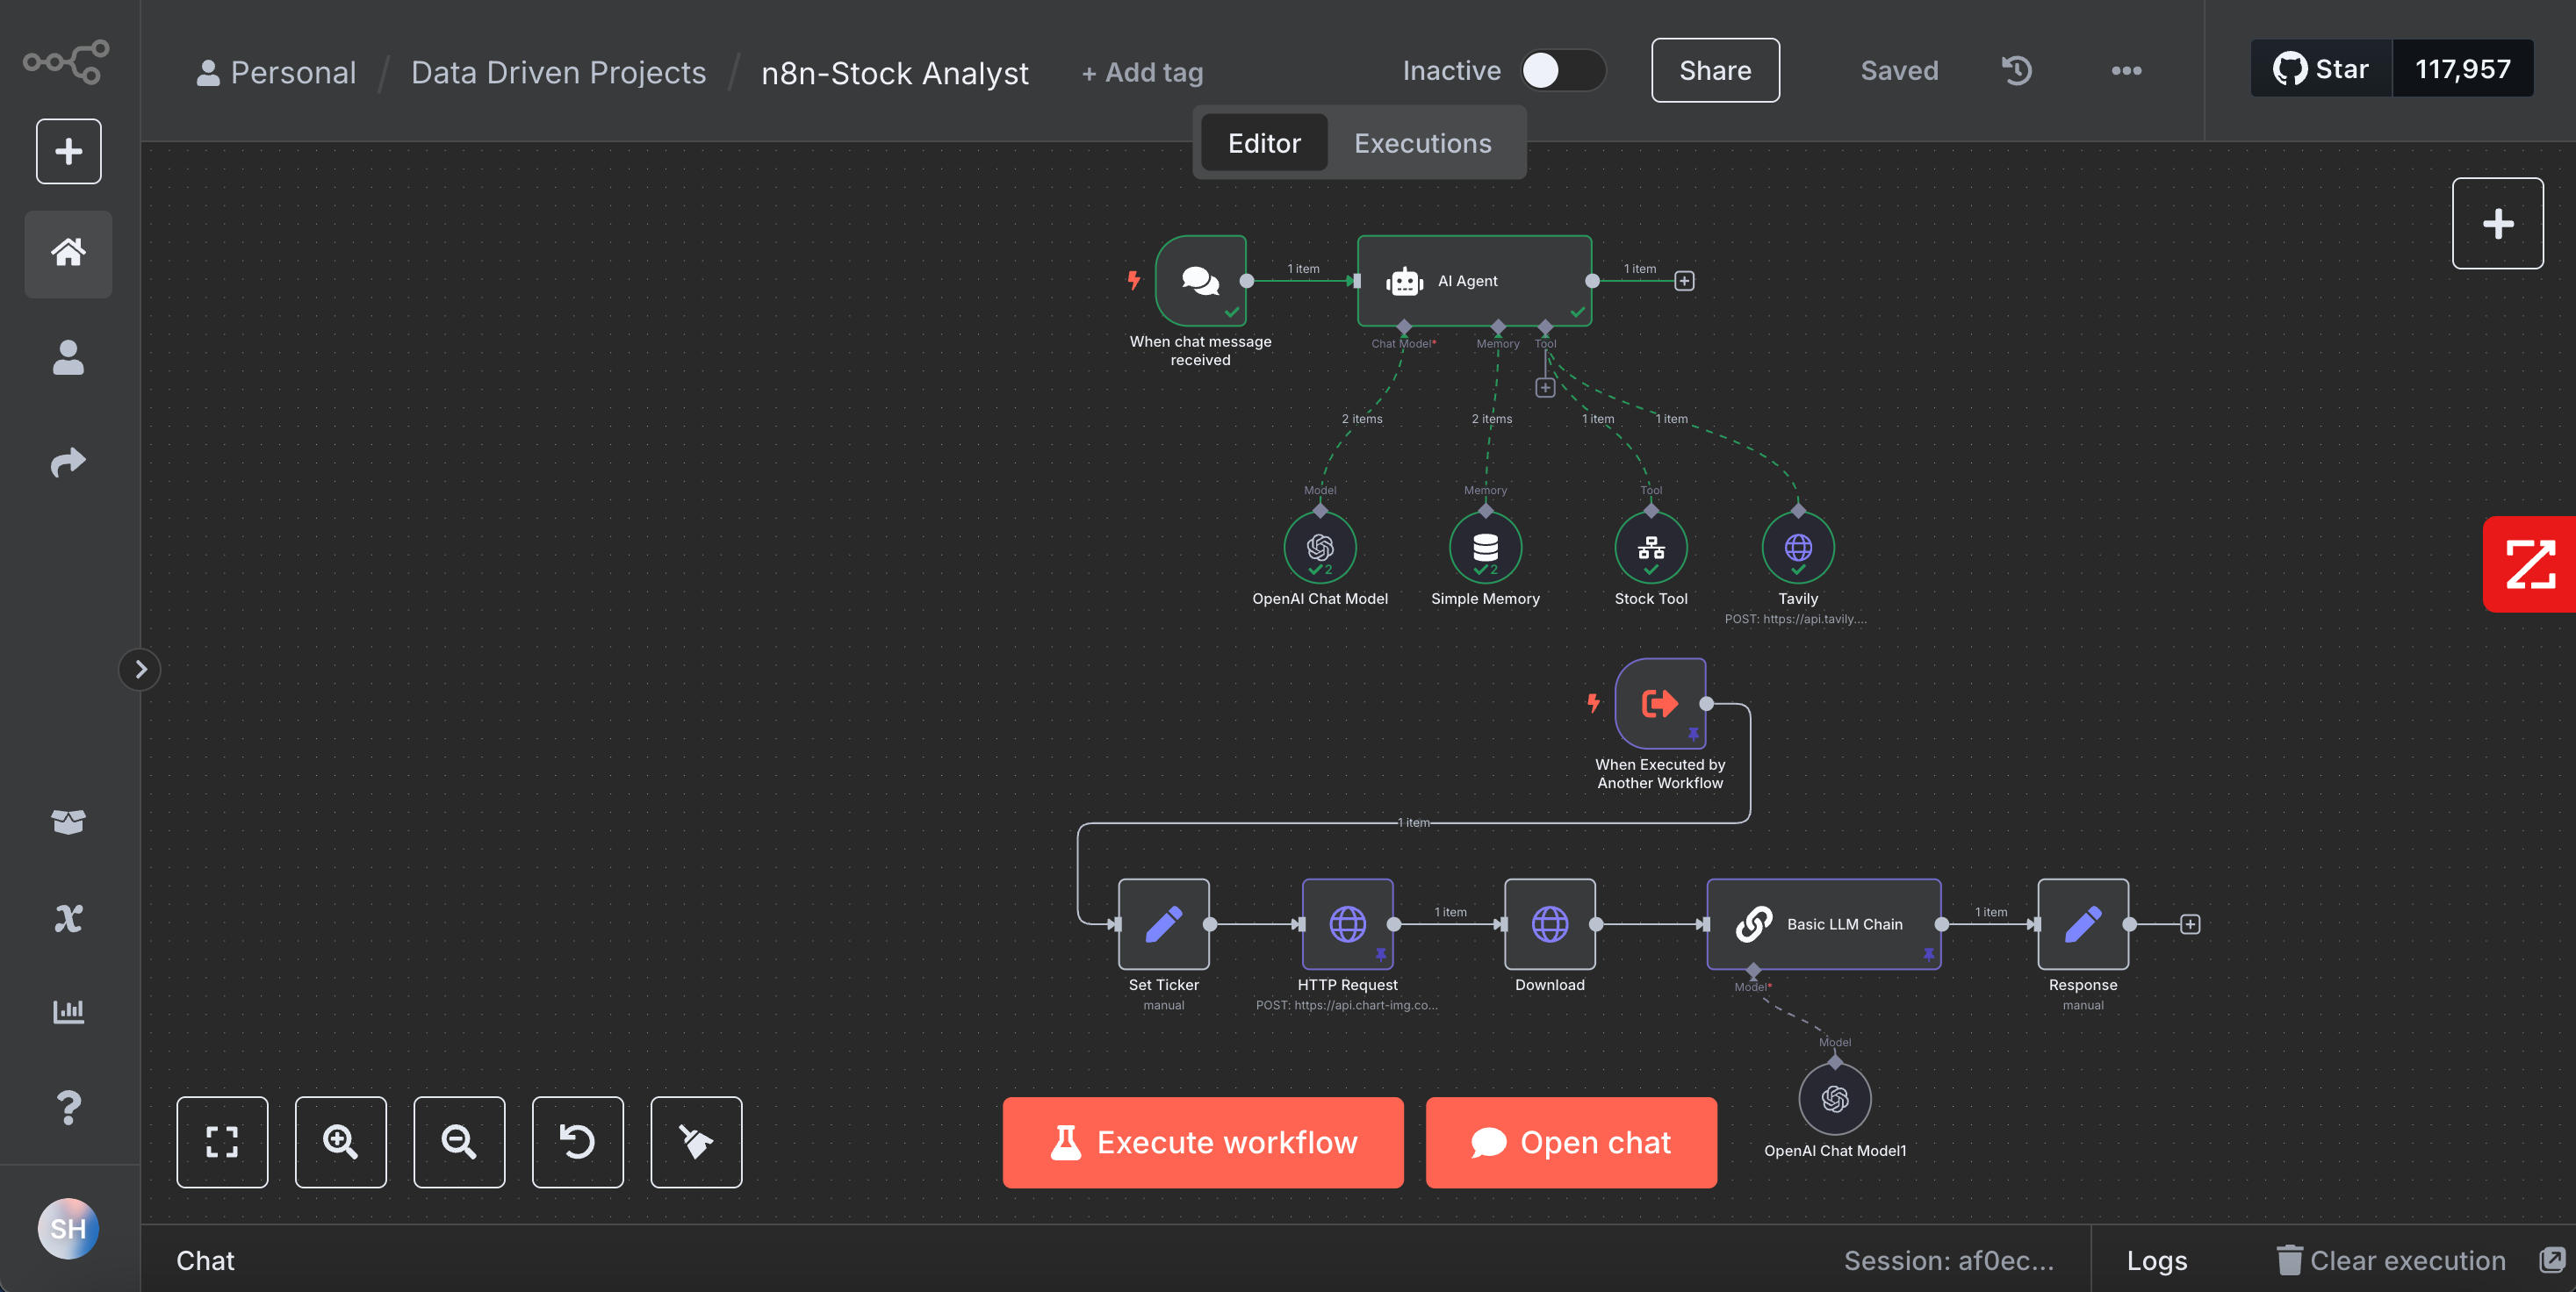 Personal / Data Driven Projects / n8n-Stock Analyst + Add tag
Inactive
Share
Saved
Star 117,957
Editor Executions
1 item
AI Agent
1 item
When chat message
received
Chat Model*
Memory
Tool
2 items
2 items
1 item
1 item
Model
Memory
Tool
2
2
OpenAI Chat Model
Simple Memory
Stock Tool
Tavily
POST: https://api.tavily....
When Executed by
Another Workflow
1 item
1 item
Basic LLM Chain
1 item
Set Ticker
manual
HTTP Request
POST: https://api.chart-img.co...
Download
Model*
Response
manual
Model
OpenAI Chat Model1
Execute workflow
Open chat
SH
Chat
Session: af0ec...
Logs
Clear execution